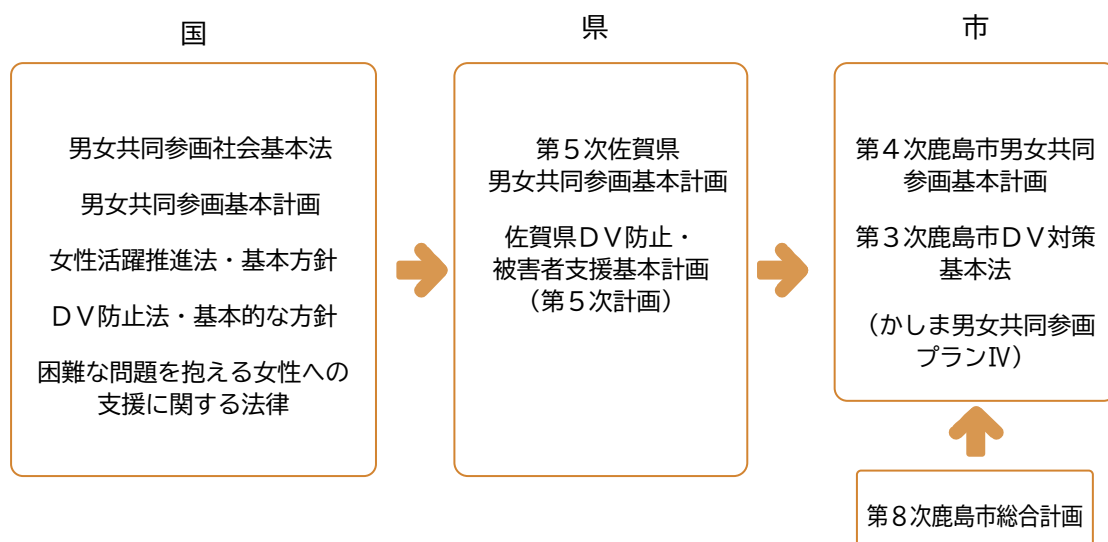 国
男女共同参画社会基本法
男女共同参画基本計画
女性活躍推進法・基本方針
ＤＶ防止法・基本的な方針
困難な問題を抱える女性への
支援に関する法律
県
第５次佐賀県
男女共同参画基本計画
佐賀県ＤＶ防止・
被害者支援基本計画
（第５次計画）
市
第４次鹿島市男女共同
参画基本計画
第３次鹿島市ＤＶ対策
基本法
（かしま男女共同参画
プランⅣ）
第８次鹿島市総合計画